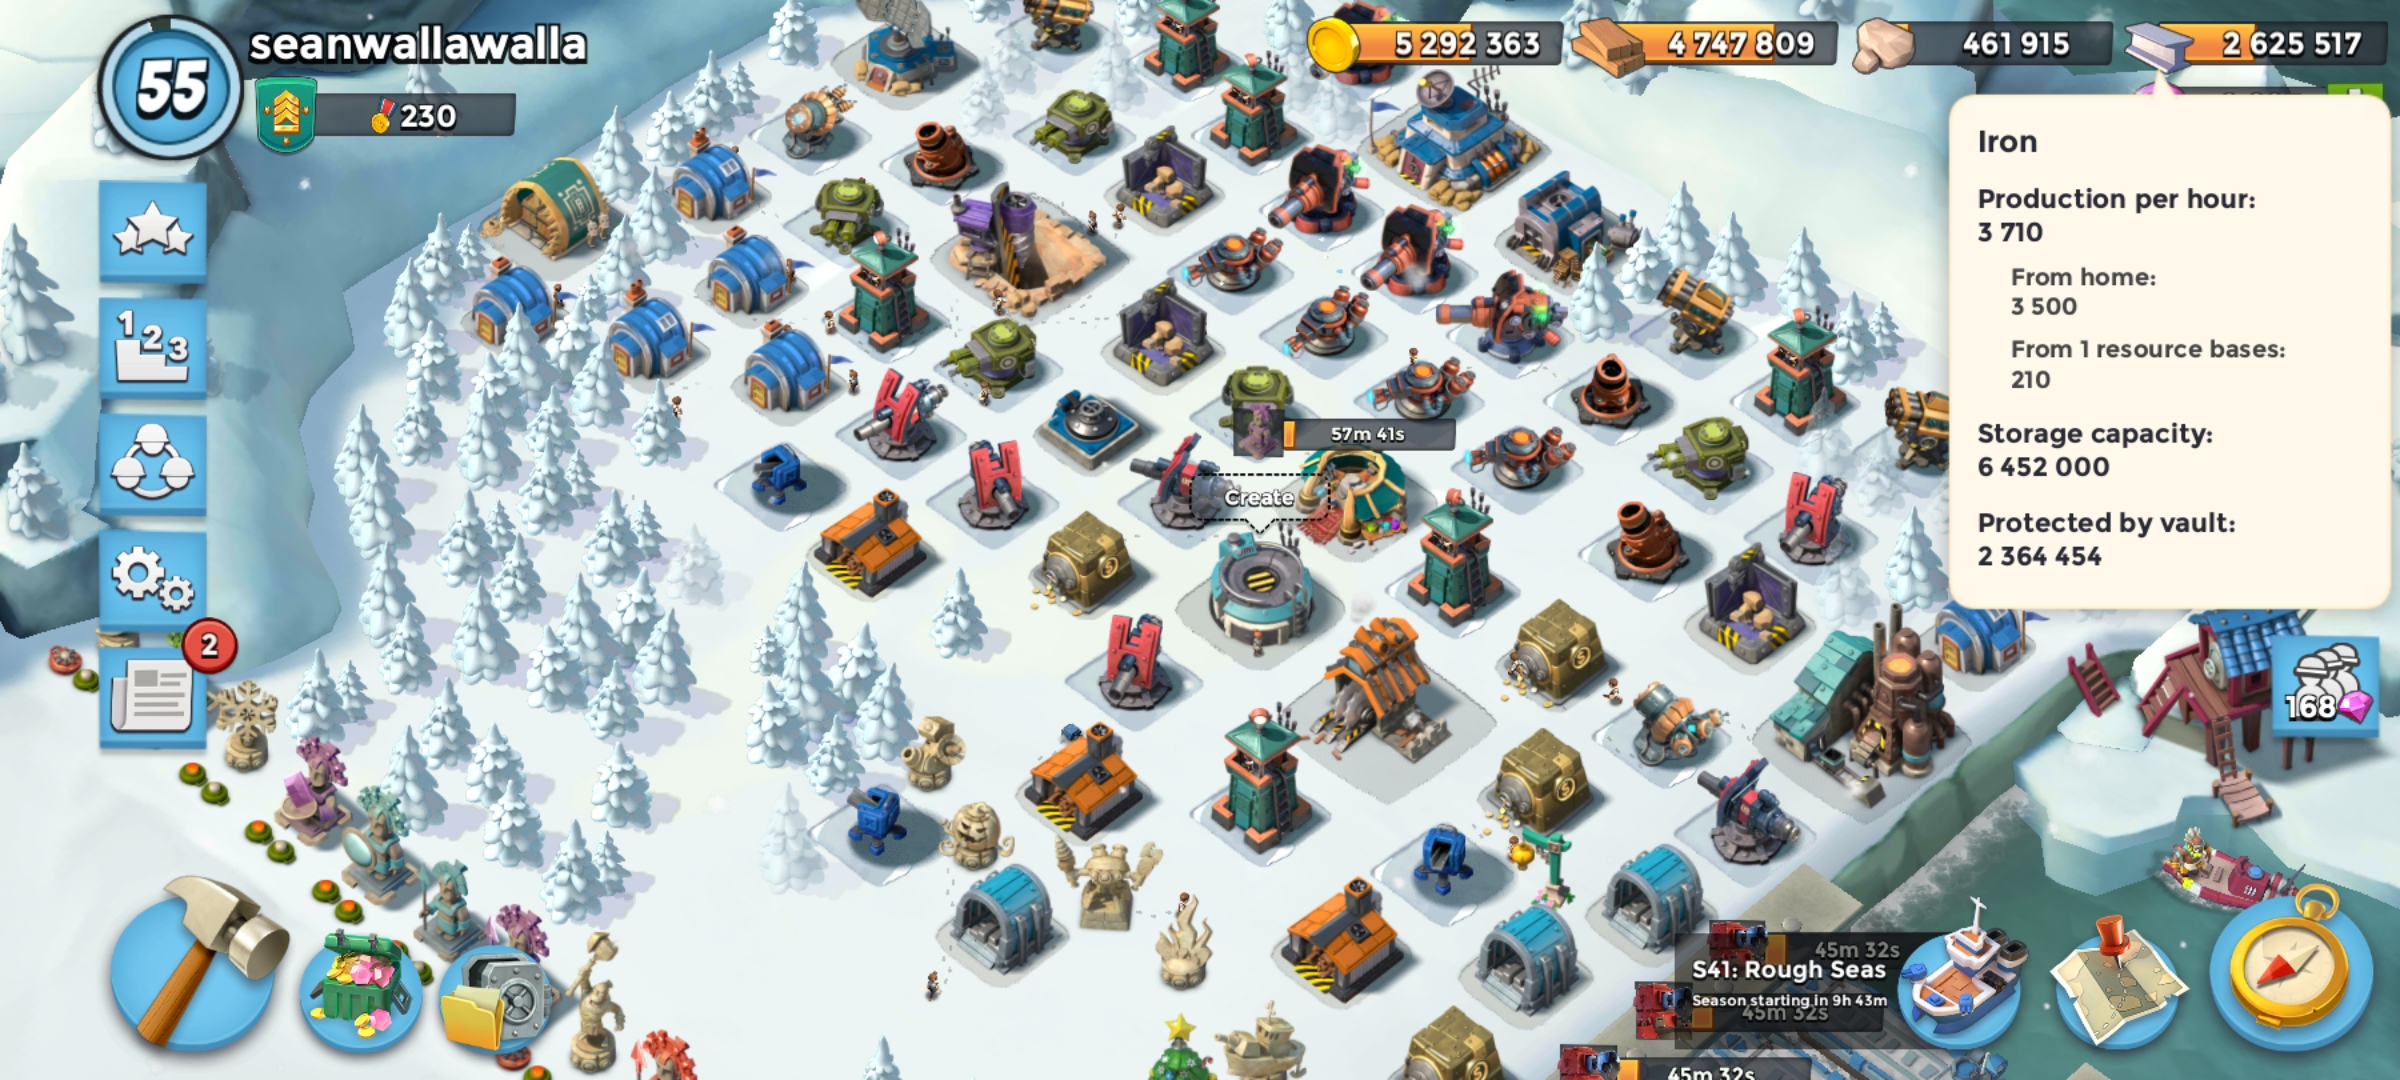 55
seanwallawalla
230
5 292 363
4 747 809
461 915
2 625 517
Iron
Production per hour:
3 710
From home:
3 500
From 1 resource bases:
210
Storage capacity:
6 452 000
Protected by vault:
2 364 454
1 2 3
57m 41s
Create
2
168
45m 32s
S41: Rough Seas
Season starting in 9h 43m
45m 32s
45m 32s